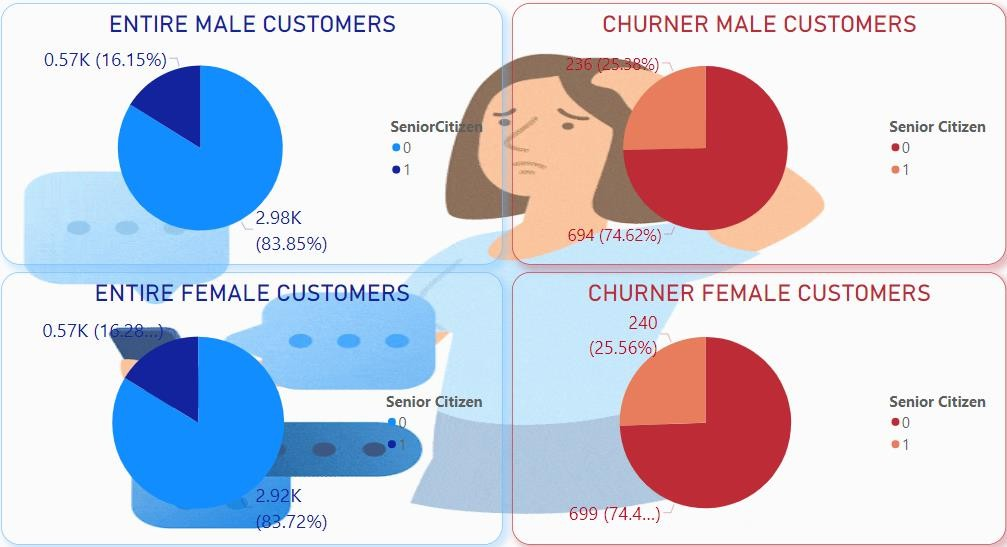 ENTIRE MALE CUSTOMERS
0.57K (16.15%)
SeniorCitizen
0
1
2.98K
(83.85%)
CHURNER MALE CUSTOMERS
236 (25.38%)
Senior Citizen
0
1
694 (74.62%)
ENTIRE FEMALE CUSTOMERS
0.57K (16.28...)
Senior Citizen
0
1
2.92K
(83.72%)
CHURNER FEMALE CUSTOMERS
240
(25.56%)
Senior Citizen
0
1
699 (74.4...)